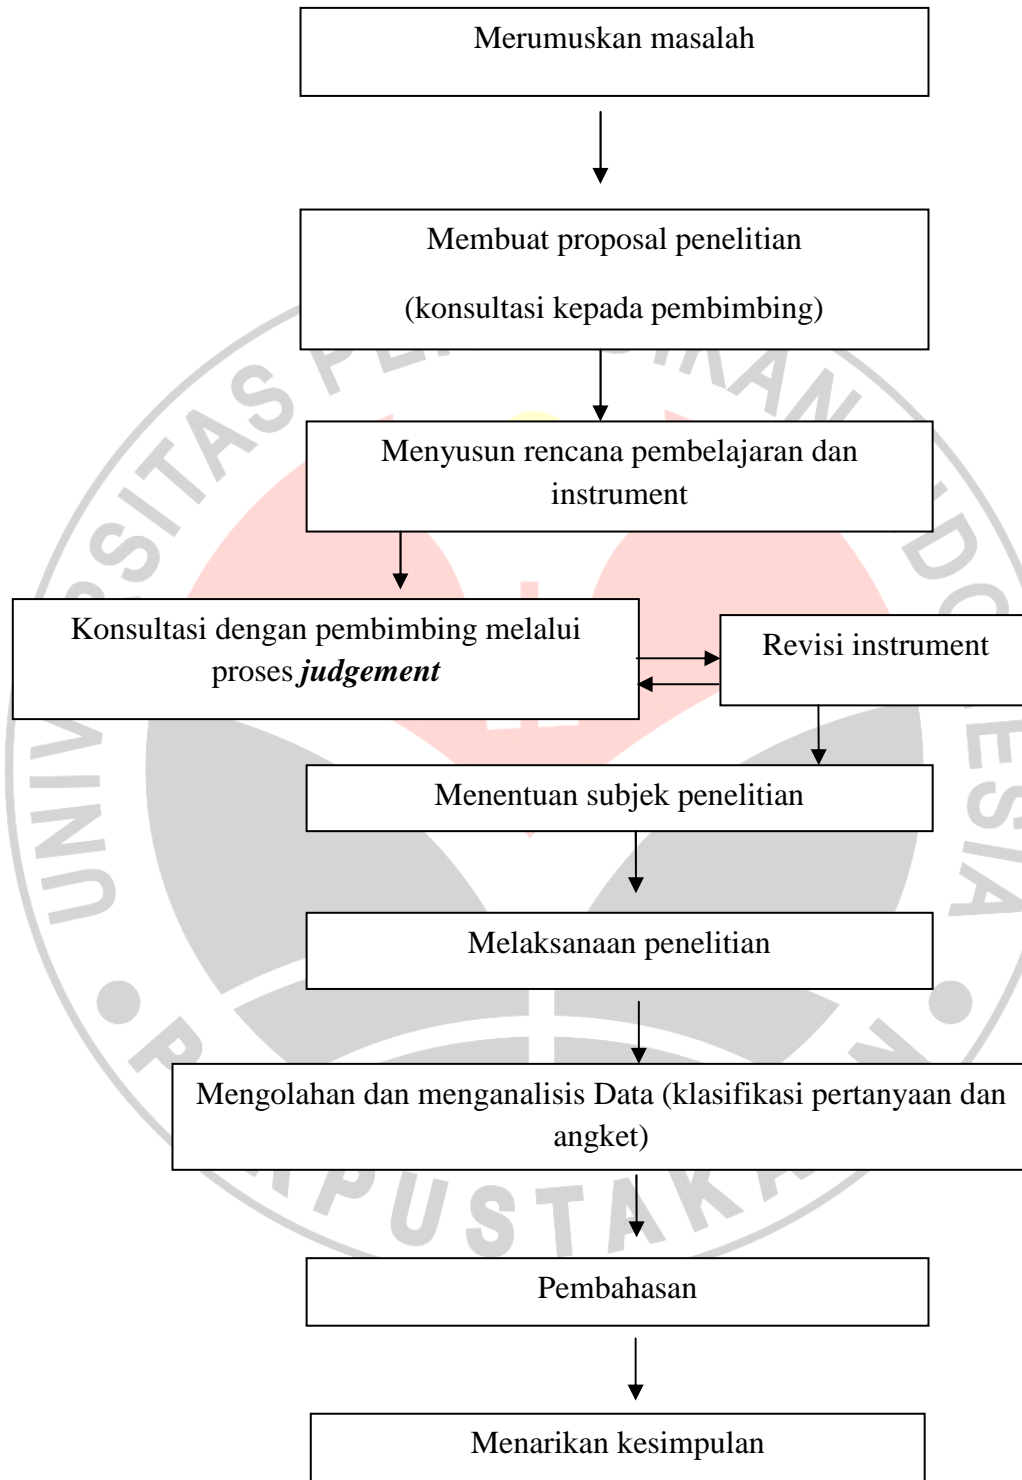 Merumuskan masalah
Membuat proposal penelitian
(konsultasi kepada pembimbing)
Menyusun rencana pembelajaran dan
instrument
Konsultasi dengan pembimbing melalui
proses judgement
Revisi instrument
Menentuan subjek penelitian
Melaksanaan penelitian
Mengolahan dan menganalisis Data (klasifikasi pertanyaan dan
angket)
Pembahasan
Menarikan kesimpulan